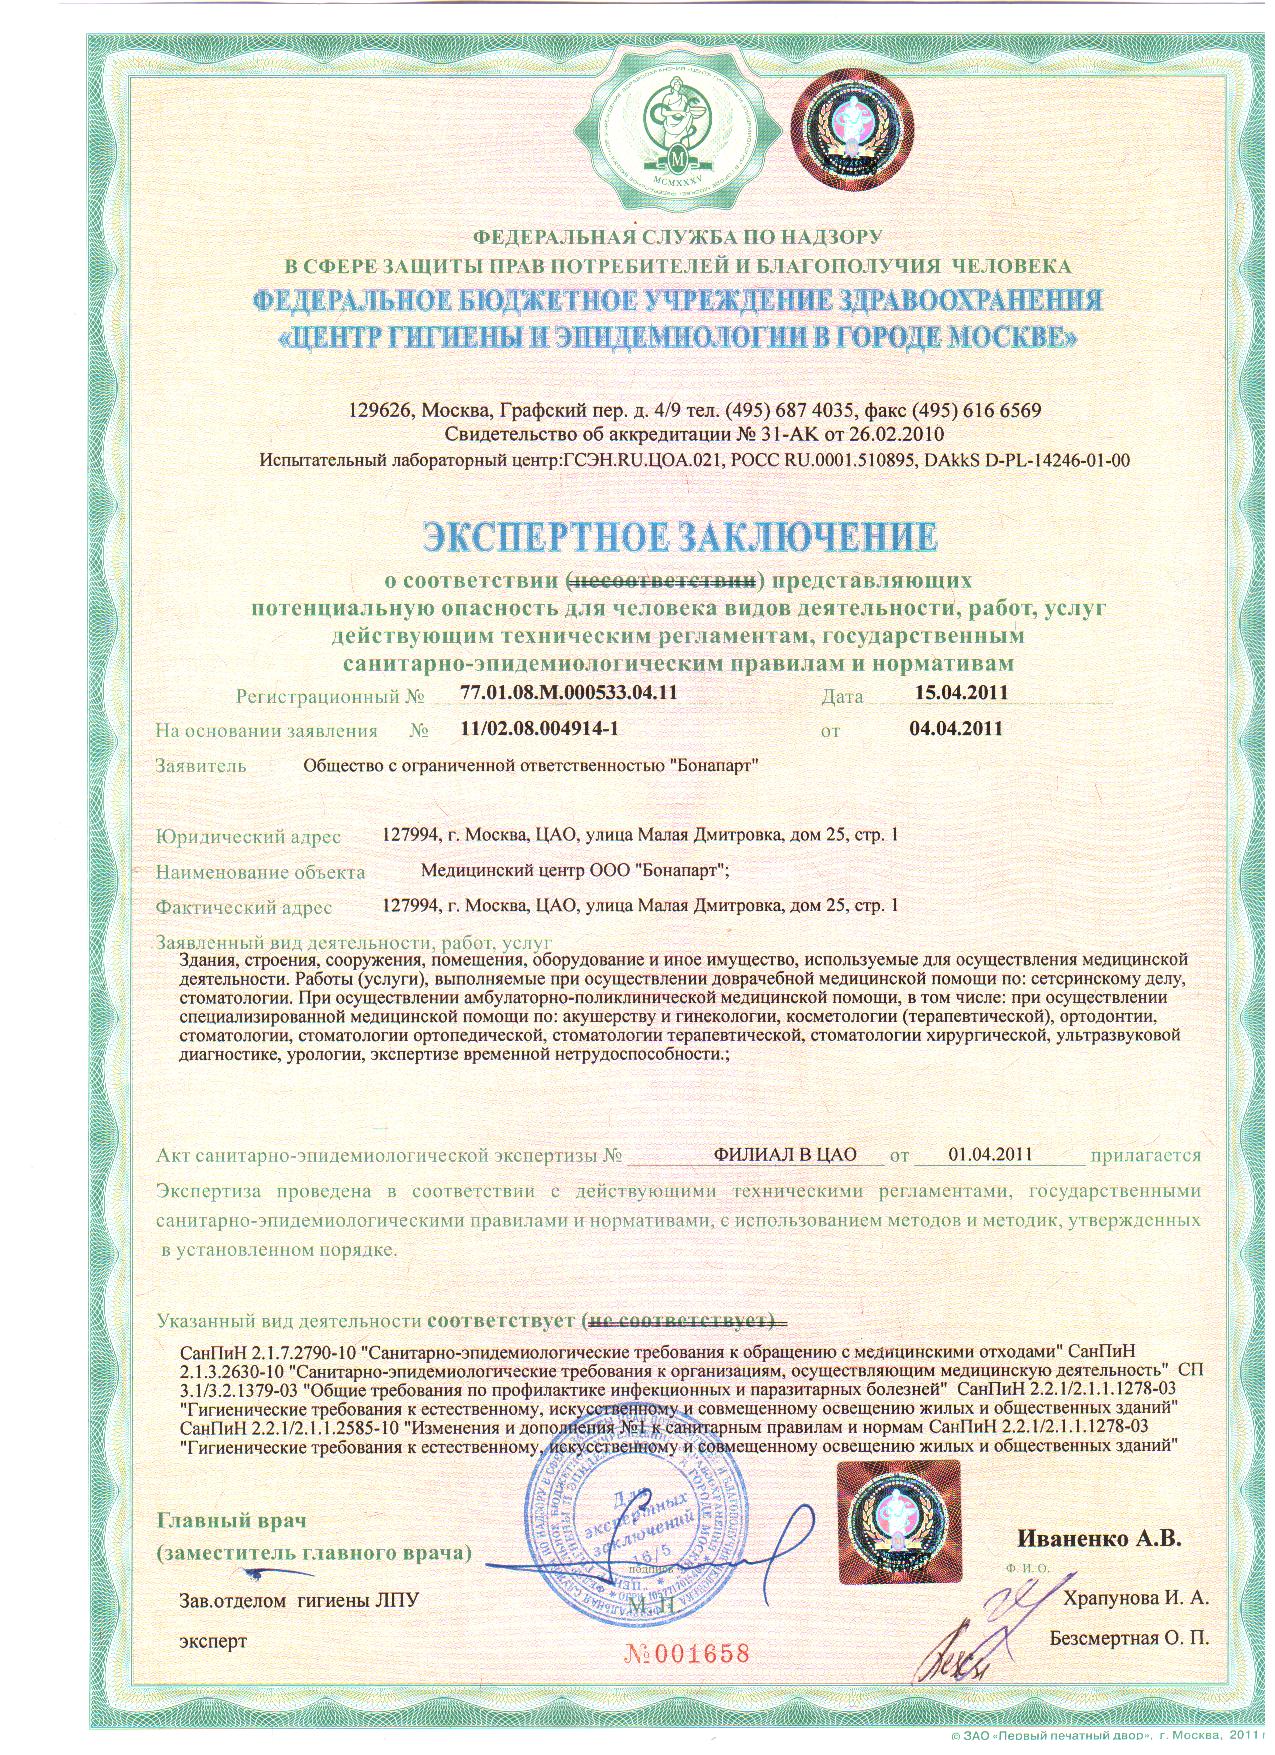 M
MCMXXXV
ФЕДЕРАЛЬНАЯ СЛУЖБА ПО НАДЗОРУ
В СФЕРЕ ЗАЩИТЫ ПРАВ ПОТРЕБИТЕЛЕЙ И БЛАГОПОЛУЧИЯ ЧЕЛОВЕКА
ФЕДЕРАЛЬНОЕ БЮДЖЕТНОЕ УЧРЕЖДЕНИЕ ЗДРАВООХРАНЕНИЯ
«ЦЕНТР ГИГИЕНЫ И ЭПИДЕМИОЛОГИИ В ГОРОДЕ МОСКВЕ»
129626, Москва, Графский пер. д. 4/9 тел. (495) 687 4035, факс (495) 616 6569
Свидетельство об аккредитации № 31-АК от 26.02.2010
Испытательный лабораторный центр:ГСЭН.RU.ЦОА.021, РОСС RU.0001.510895, DAkkS D-PL-14246-01-00
ЭКСПЕРТНОЕ ЗАКЛЮЧЕНИЕ
о соответствии (несоответствии) представляющих
потенциальную опасность для человека видов деятельности, работ, услуг
действующим техническим регламентам, государственным
санитарно-эпидемиологическим правилам и нормативам
Регистрационный № 77.01.08.М.000533.04.11 Дата 15.04.2011
На основании заявления № 11/02.08.004914-1 от 04.04.2011
Заявитель Общество с ограниченной ответственностью "Бонапарт"
Юридический адрес 127994, г. Москва, ЦАО, улица Малая Дмитровка, дом 25, стр. 1
Наименование объекта Медицинский центр ООО "Бонапарт";
Фактический адрес 127994, г. Москва, ЦАО, улица Малая Дмитровка, дом 25, стр. 1
Заявленный вид деятельности, работ, услуг
Здания, строения, сооружения, помещения, оборудование и иное имущество, используемые для осуществления медицинской
деятельности. Работы (услуги), выполняемые при осуществлении доврачебной медицинской помощи по: сетсринскому делу,
стоматологии. При осуществлении амбулаторно-поликлинической медицинской помощи, в том числе: при осуществлении
специализированной медицинской помощи по: акушерству и гинекологии, косметологии (терапевтической), ортодонтии,
стоматологии, стоматологии ортопедической, стоматологии терапевтической, стоматологии хирургической, ультразвуковой
диагностике, урологии, экспертизе временной нетрудоспособности.;
Акт санитарно-эпидемиологической экспертизы № ФИЛИАЛ В ЦАО от 01.04.2011 прилагается
Экспертиза проведена в соответствии с действующими техническими регламентами, государственными
санитарно-эпидемиологическими правилами и нормативами, с использованием методов и методик, утвержденных
в установленном порядке.
Указанный вид деятельности соответствует (не соответствует)
СанПиН 2.1.7.2790-10 "Санитарно-эпидемиологические требования к обращению с медицинскими отходами" СанПиН
2.1.3.2630-10 "Санитарно-эпидемиологические требования к организациям, осуществляющим медицинскую деятельность" СП
3.1/3.2.1379-03 "Общие требования по профилактике инфекционных и паразитарных болезней" СанПиН 2.2.1/2.1.1.1278-03
"Гигиенические требования к естественному, искусственному и совмещенному освещению жилых и общественных зданий"
СанПиН 2.2.1/2.1.1.2585-10 "Изменения и дополнения №1 к санитарным правилам и нормам СанПиН 2.2.1/2.1.1.1278-03
"Гигиенические требования к естественному, искусственному и совмещенному освещению жилых и общественных зданий"
Для
экспертных
заключений
16/5
Главный врач
(заместитель главного врача)
Иваненко А.В.
подпись
Ф. И. О.
М. П.
Зав.отделом гигиены ЛПУ Храпунова И. А.
эксперт Безсмертная О. П.
№001658
© ЗАО «Первый печатный двор», г. Москва, 2011 г